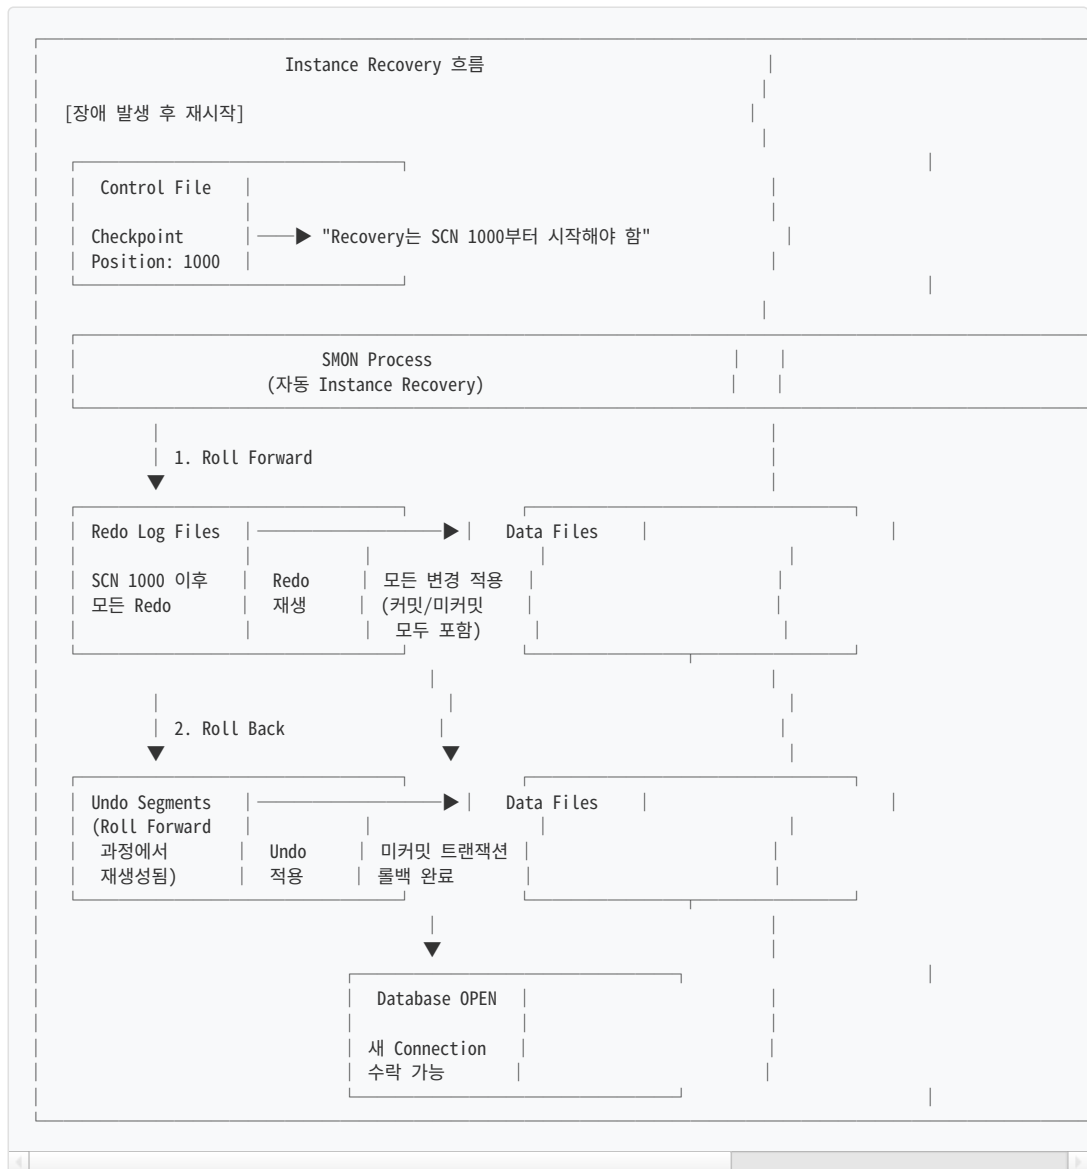 Instance Recovery 흐름
[장애 발생 후 재시작]
Control File
Checkpoint ──▶ "Recovery는 SCN 1000부터 시작해야 함"
Position: 1000
SMON Process
(자동 Instance Recovery)
1. Roll Forward
Redo Log Files ──▶ Data Files
SCN 1000 이후 Redo 모든 변경 적용
모든 Redo 재생 (커밋/미커밋
모두 포함)
2. Roll Back
Undo Segments ──▶ Data Files
(Roll Forward
과정에서 Undo 미커밋 트랜잭션
재생성됨) 적용 롤백 완료
Database OPEN
새 Connection
수락 가능